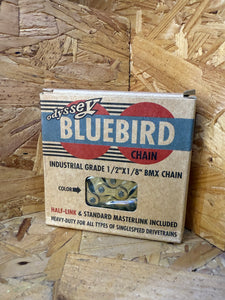 odyssey
BLUEBIRD
CHAIN
INDUSTRIAL GRADE 1/2"X1/8" BMX CHAIN
COLOR
HALF-LINK & STANDARD MASTERLINK INCLUDED
HEAVY-DUTY FOR ALL TYPES OF SINGLESPEED DRIVETRAINS